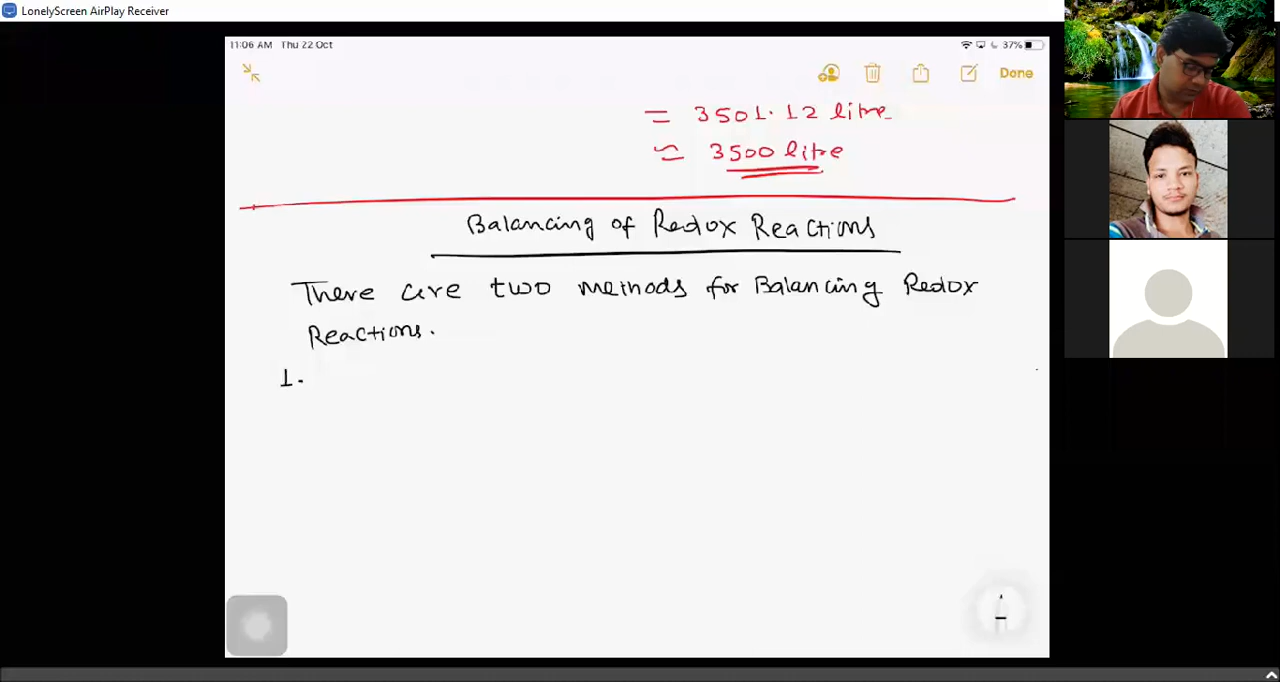 LonelyScreen AirPlay Receiver
11:06 AM Thu 22 Oct
37%
Done
= 3501.12 litre
≃ 3500 litre
Balancing of Redox Reactions
There are two methods for Balancing Redox
Reactions.
1.